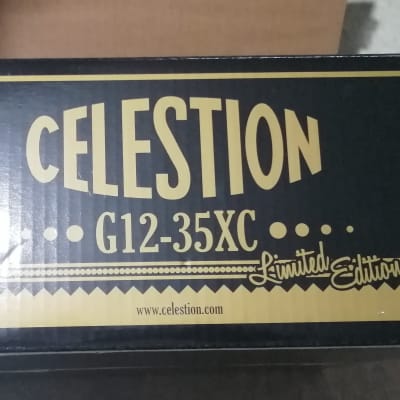 CELESTION
G12-35XC
Limited Edition
www.celestion.com